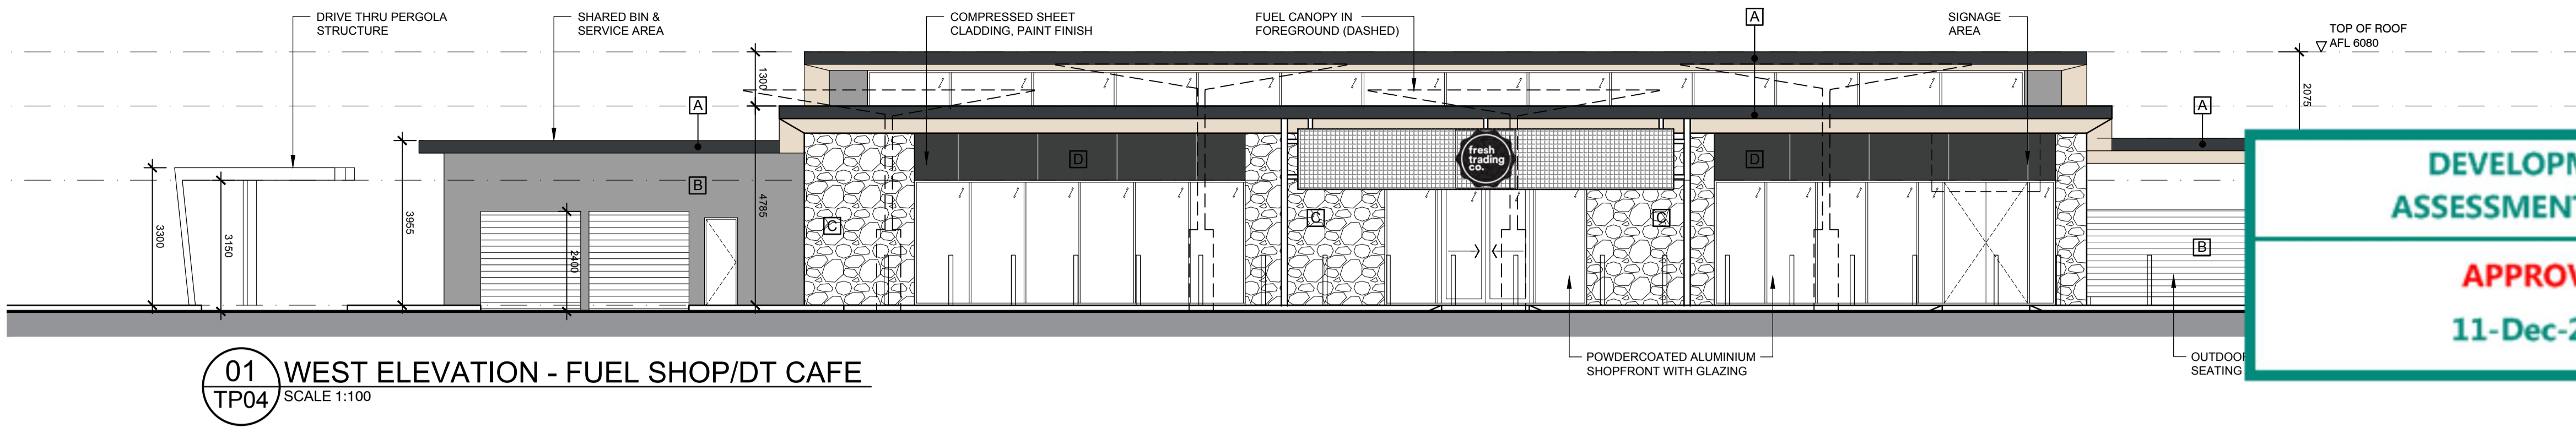 DRIVE THRU PERGOLA
STRUCTURE
SHARED BIN &
SERVICE AREA
COMPRESSED SHEET
CLADDING, PAINT FINISH
FUEL CANOPY IN
FOREGROUND (DASHED)
A
SIGNAGE
AREA
TOP OF ROOF
AFL 6080
1300
2075
A
A
D
fresh
trading
co.
D
B
3300
3150
3955
2400
4785
C
C
C
B
DEVELOPM
ASSESSMENT
APPROV
11-Dec-2
POWDERCOATED ALUMINIUM
SHOPFRONT WITH GLAZING
OUTDOOR
SEATING
01
TP04
WEST ELEVATION - FUEL SHOP/DT CAFE
SCALE 1:100